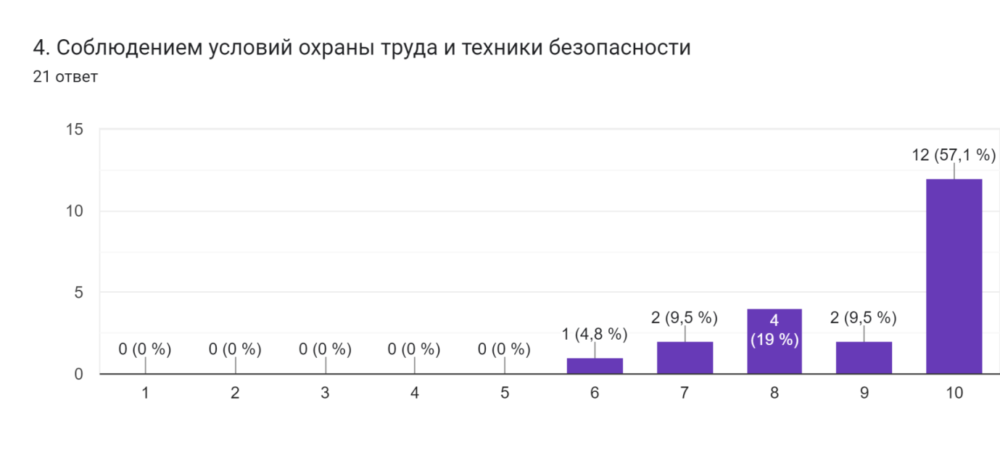 4. Соблюдением условий охраны труда и техники безопасности
21 ответ
15
12 (57,1 %)
10
5
2 (9,5 %)
4
2 (9,5 %)
1 (4,8 %)
(19 %)
0 (0 %)
0 (0 %)
0 (0 %)
0 (0 %)
0 (0 %)
0
1
2
3
4
5
6
7
8
9
10